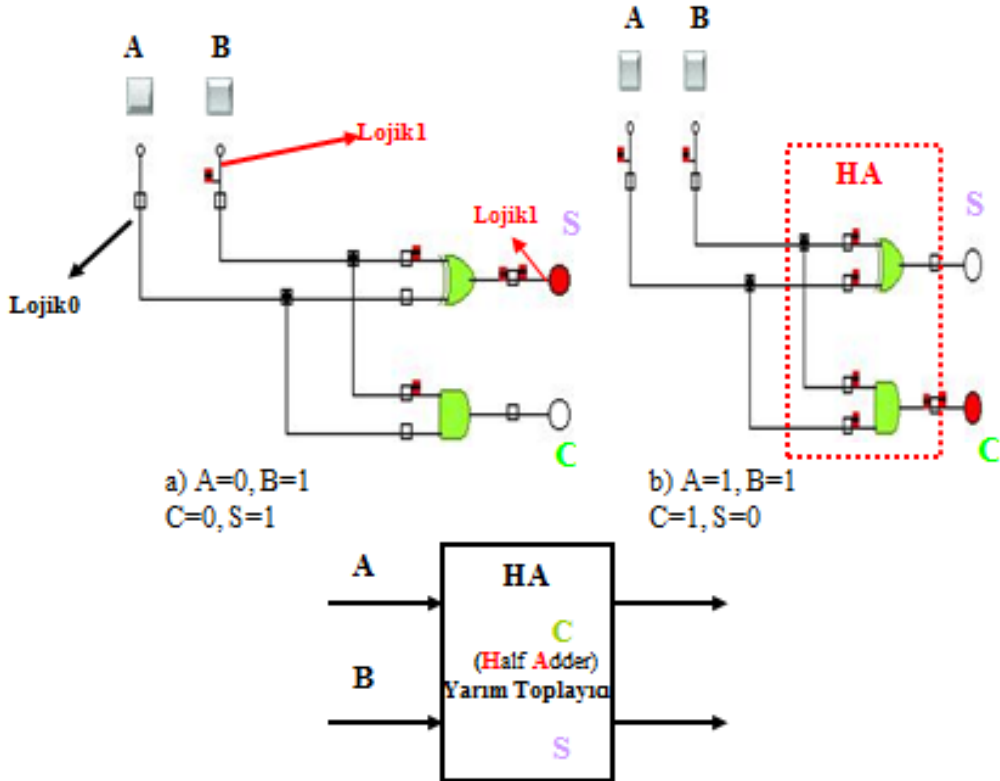 A B
Lojik1
Lojik1
S
Lojik0
C
a) A=0, B=1
C=0, S=1
A B
HA
S
C
b) A=1, B=1
C=1, S=0
A
HA
C
(Half Adder)
B
Yarım Toplayıcı
S